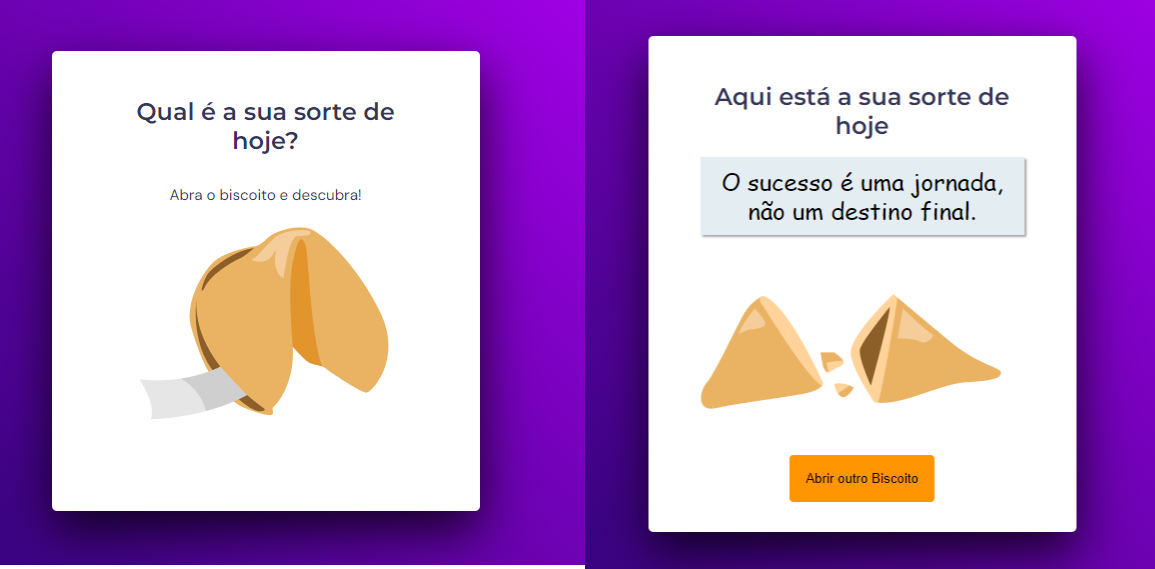 Qual é a sua sorte de
hoje?
Abra o biscoito e descubra!
Aqui está a sua sorte de
hoje
O sucesso é uma jornada,
não um destino final.
Abrir outro Biscoito